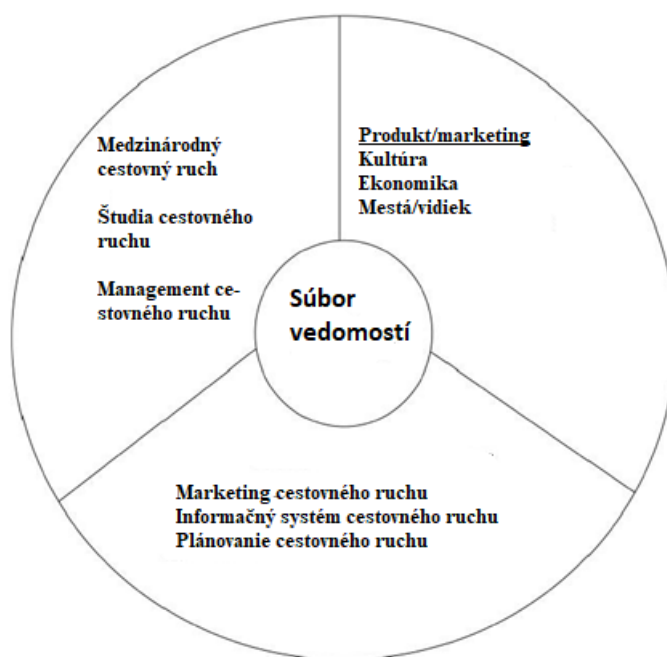 Medzinárodný
cestovný ruch
Štúdia cestovného
ruchu
Management ce-
stovného ruchu
Produkt/marketing
Kultúra
Ekonomika
Mestá/vidiek
Súbor
vedomostí
Marketing cestovného ruchu
Informačný systém cestovného ruchu
Plánovanie cestovného ruchu